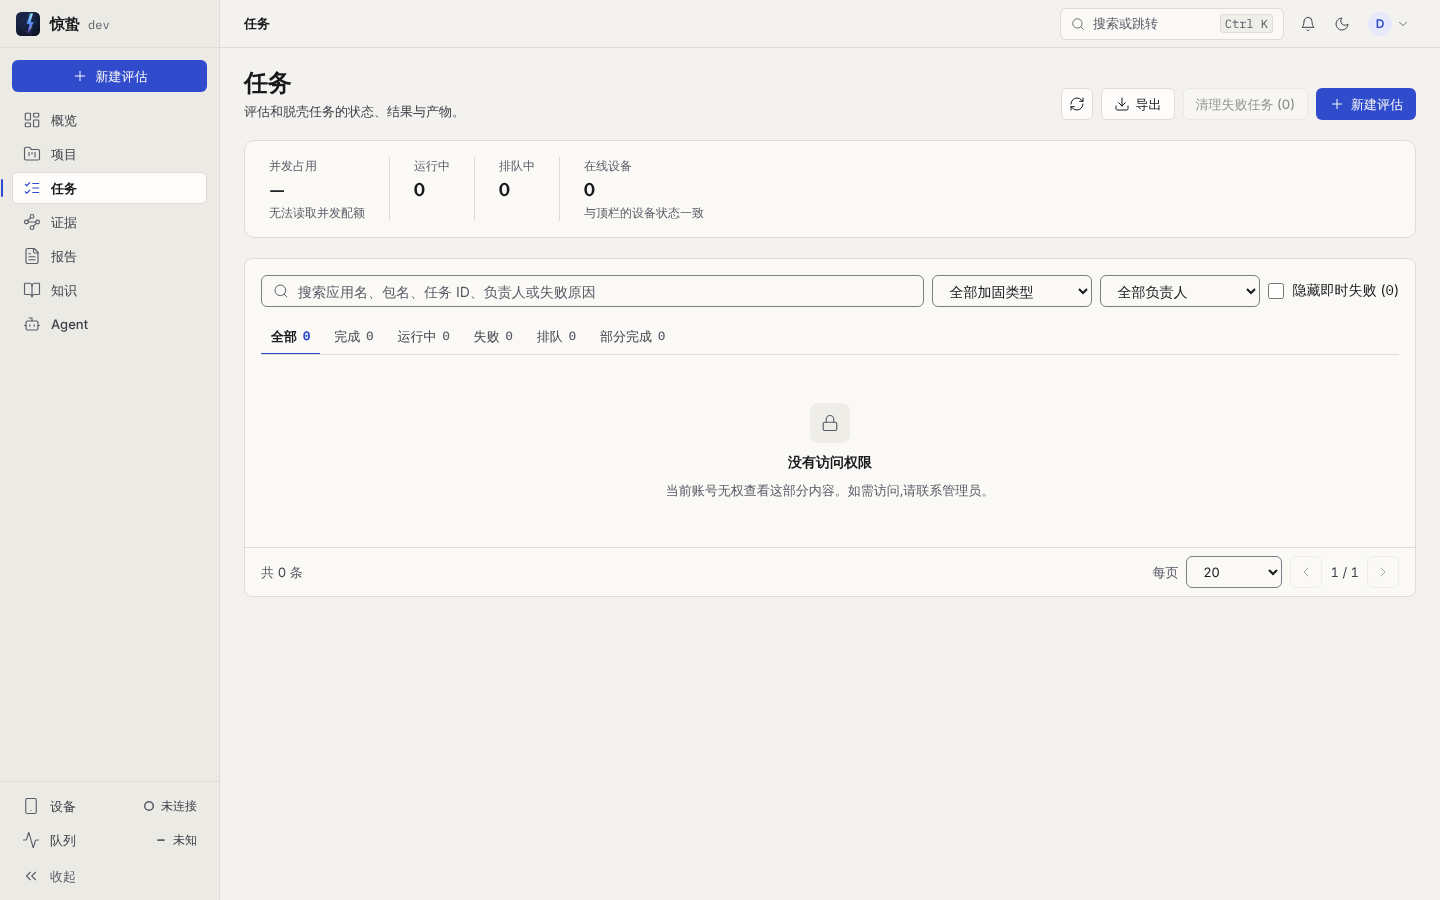 惊蛰 dev
新建评估
概览
项目
任务
证据
报告
知识
Agent
设备 未连接
队列 未知
收起
任务
搜索或跳转 Ctrl K
D
任务
评估和脱壳任务的状态、结果与产物。
导出
清理失败任务 (0)
新建评估
并发占用
—
无法读取并发配额
运行中
0
排队中
0
在线设备
0
与顶栏的设备状态一致
搜索应用名、包名、任务 ID、负责人或失败原因
全部加固类型
全部负责人
隐藏即时失败 (0)
全部 0 完成 0 运行中 0 失败 0 排队 0 部分完成 0
没有访问权限
当前账号无权查看这部分内容。如需访问,请联系管理员。
共 0 条
每页 20 1 / 1